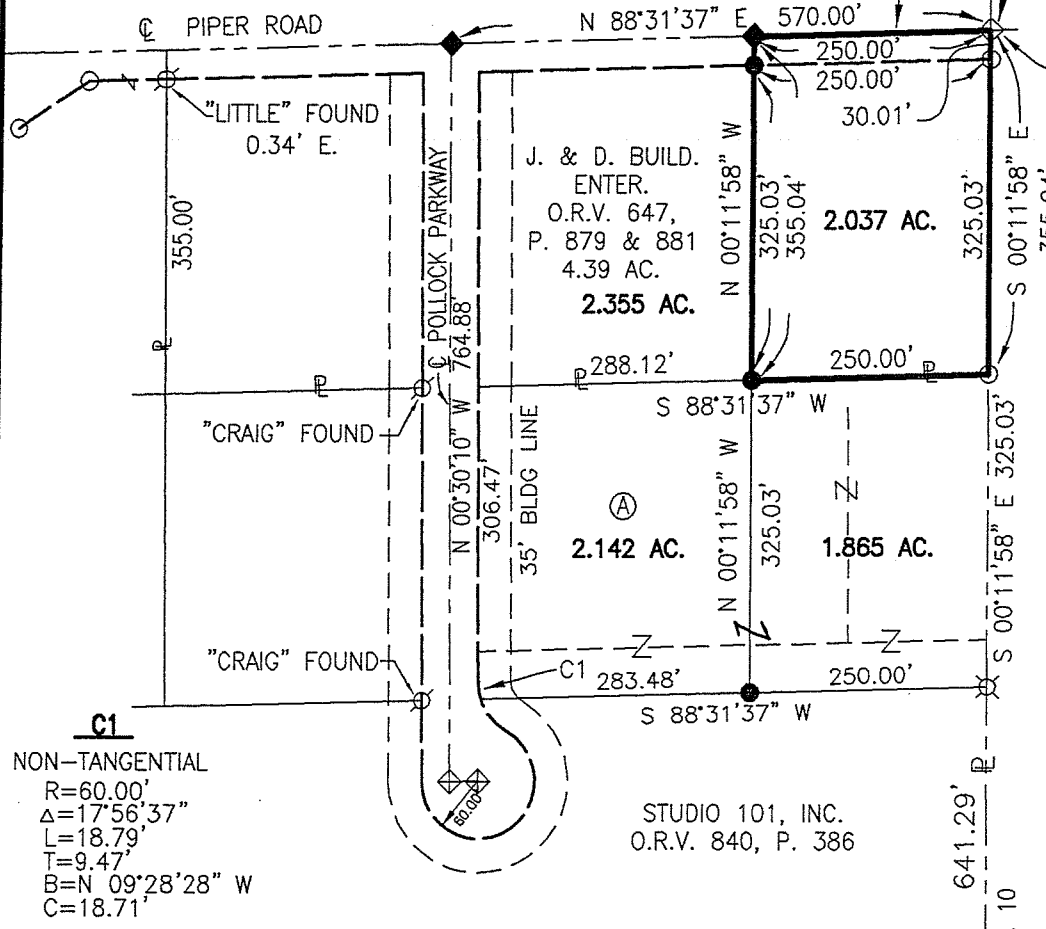 ℄ PIPER ROAD
N 88°31'37" E 570.00'
250.00'
250.00'
30.01'
"LITTLE" FOUND
0.34' E.
355.00'
℄ POLLOCK PARKWAY
764.88'
N 00°30'10" W
306.47'
J. & D. BUILD.
ENTER.
O.R.V. 647,
P. 879 & 881
4.39 AC.
2.355 AC.
N 00°11'58" W
325.03'
355.04'
2.037 AC.
325.03'
S 00°11'58" E
355.04'
℄
℄
"CRAIG" FOUND
℄
288.12'
250.00'
℄
S 88°31'37" W
35' BLDG LINE
A
2.142 AC.
N 00°11'58" W
325.03'
1.865 AC.
S 00°11'58" E 325.03'
"CRAIG" FOUND
C1
283.48'
250.00'
S 88°31'37" W
C1
NON-TANGENTIAL
R=60.00'
Δ=17°56'37"
L=18.79'
T=9.47'
B=N 09°28'28" W
C=18.71'
60.00'
STUDIO 101, INC.
O.R.V. 840, P. 386
℄
641.29'
10